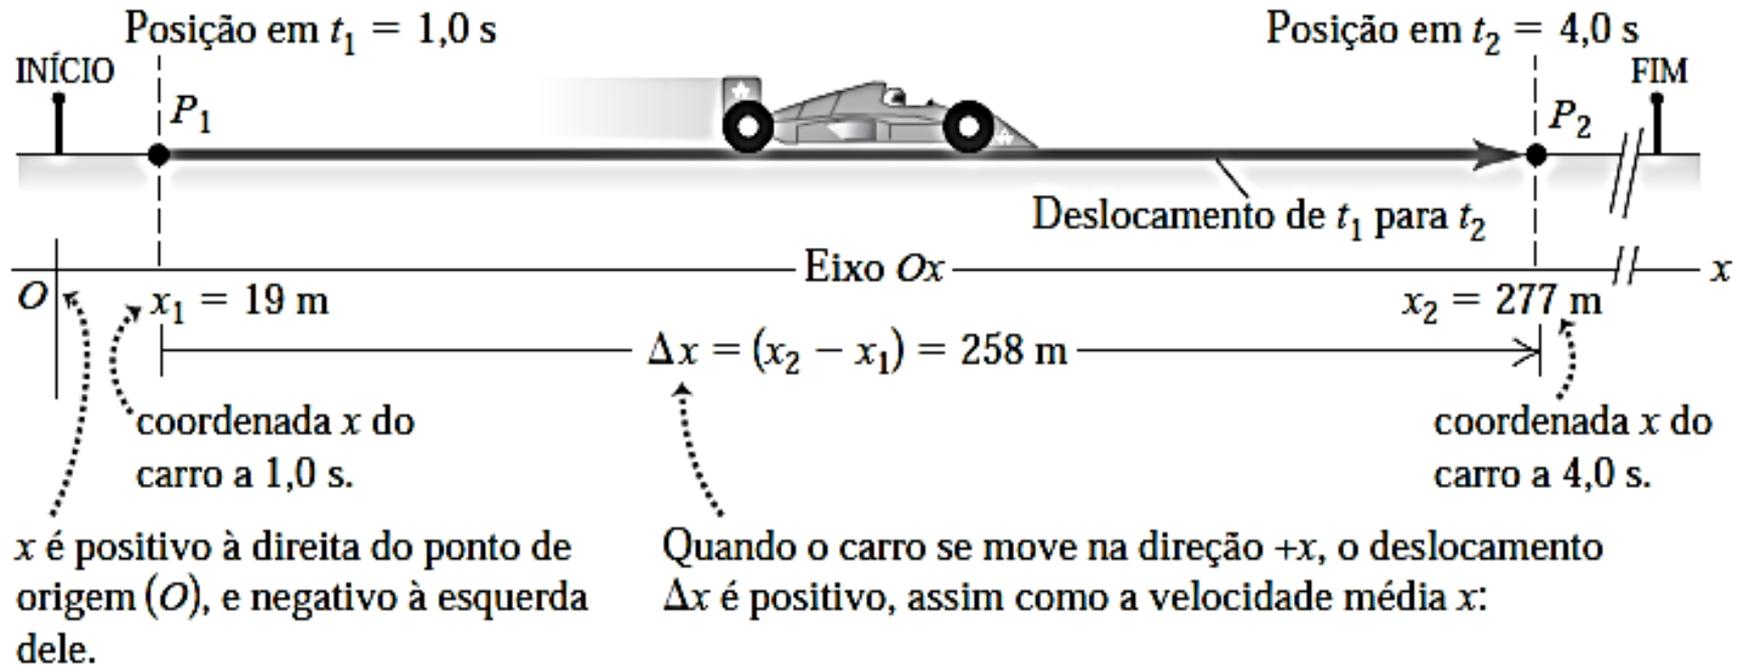 Posição em t₁ = 1,0 s
Posição em t₂ = 4,0 s
INÍCIO
FIM
P₁
P₂
Deslocamento de t₁ para t₂
Eixo Ox
x
O
x₁ = 19 m
x₂ = 277 m
Δx = (x₂ − x₁) = 258 m
coordenada x do
carro a 1,0 s.
coordenada x do
carro a 4,0 s.
x é positivo à direita do ponto de
origem (O), e negativo à esquerda
dele.
Quando o carro se move na direção +x, o deslocamento
Δx é positivo, assim como a velocidade média x: